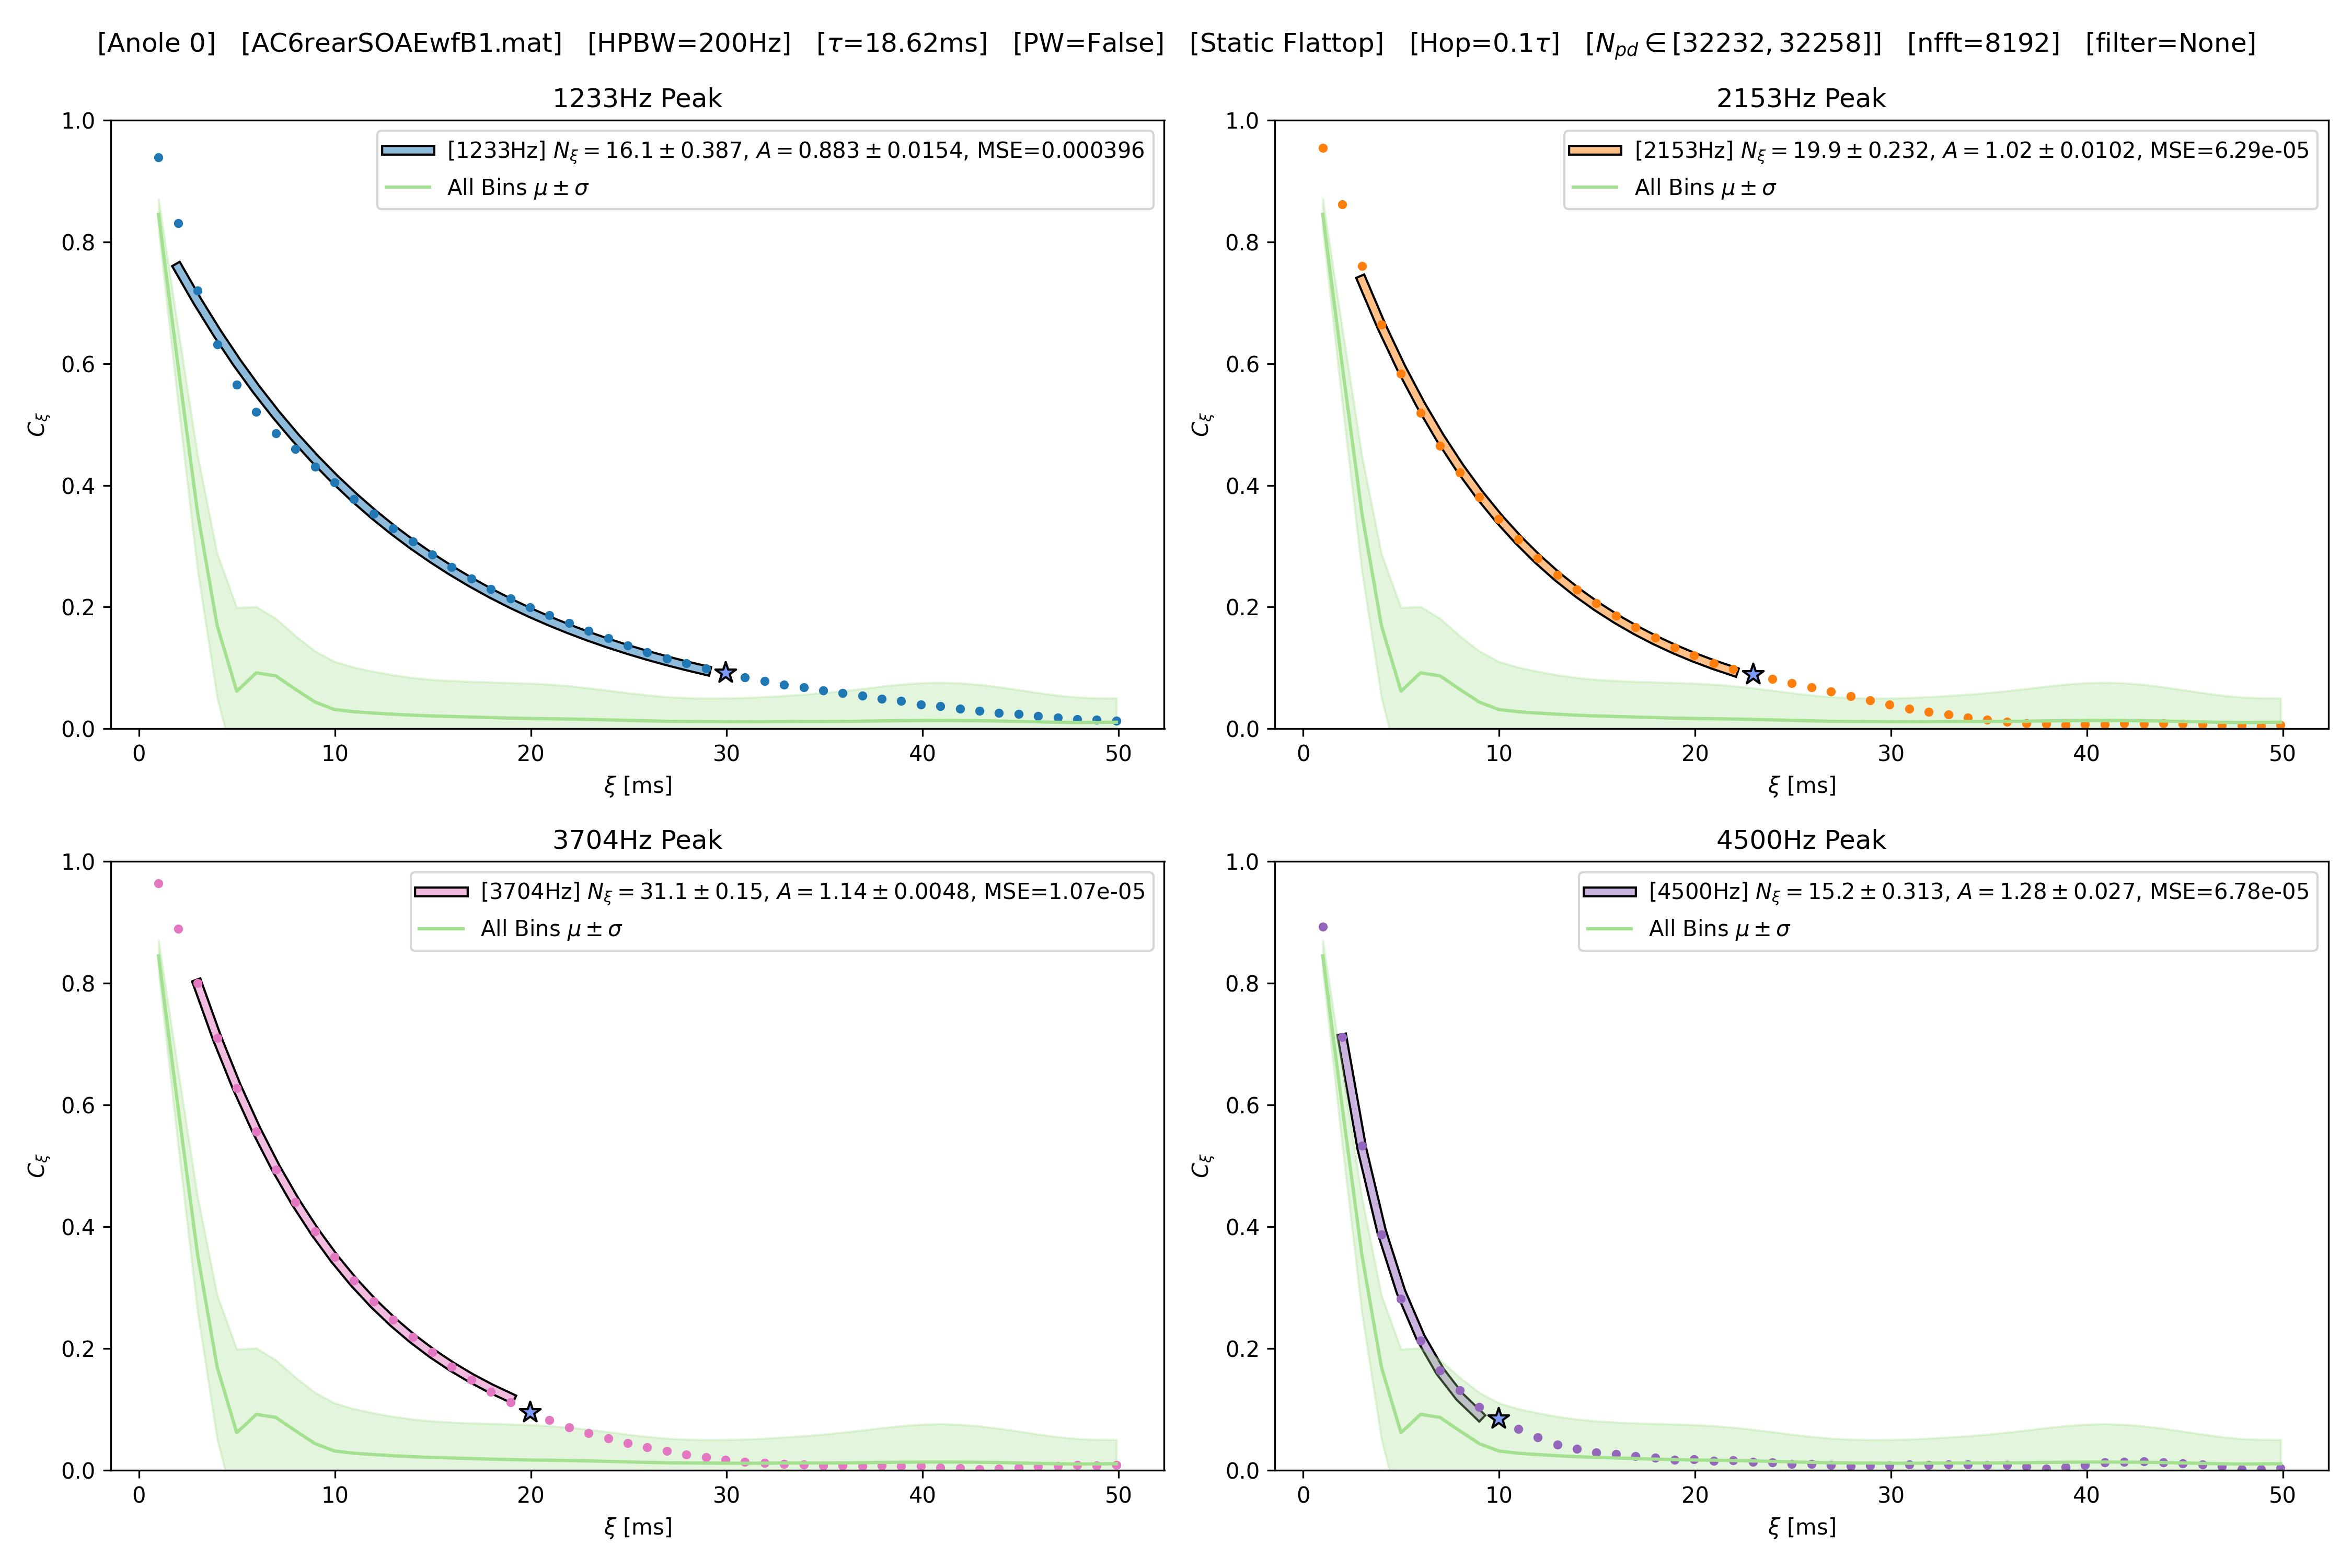 [Anole 0] [AC6rearSOAEwfB1.mat] [HPBW=200Hz] [τ=18.62ms] [PW=False] [Static Flattop] [Hop=0.1τ] [N_pd ∈ [32232, 32258]] [nfft=8192] [filter=None]
1233Hz Peak
[1233Hz] N_ξ = 16.1 ± 0.387, A = 0.883 ± 0.0154, MSE=0.000396
All Bins μ ± σ
1.0
0.8
0.6
0.4
0.2
0.0
C_ξ
0 10 20 30 40 50
ξ [ms]
2153Hz Peak
[2153Hz] N_ξ = 19.9 ± 0.232, A = 1.02 ± 0.0102, MSE=6.29e-05
All Bins μ ± σ
1.0
0.8
0.6
0.4
0.2
0.0
C_ξ
0 10 20 30 40 50
ξ [ms]
3704Hz Peak
[3704Hz] N_ξ = 31.1 ± 0.15, A = 1.14 ± 0.0048, MSE=1.07e-05
All Bins μ ± σ
1.0
0.8
0.6
0.4
0.2
0.0
C_ξ
0 10 20 30 40 50
ξ [ms]
4500Hz Peak
[4500Hz] N_ξ = 15.2 ± 0.313, A = 1.28 ± 0.027, MSE=6.78e-05
All Bins μ ± σ
1.0
0.8
0.6
0.4
0.2
0.0
C_ξ
0 10 20 30 40 50
ξ [ms]